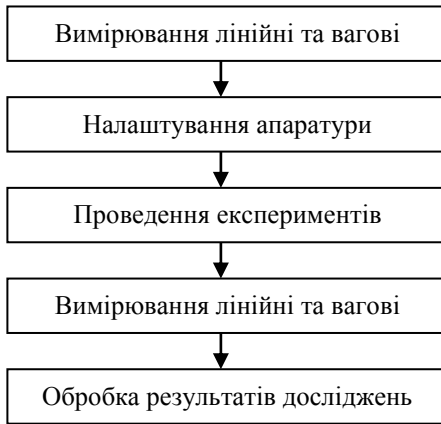 Вимірювання лінійні та вагові
Налаштування апаратури
Проведення експериментів
Вимірювання лінійні та вагові
Обробка результатів досліджень